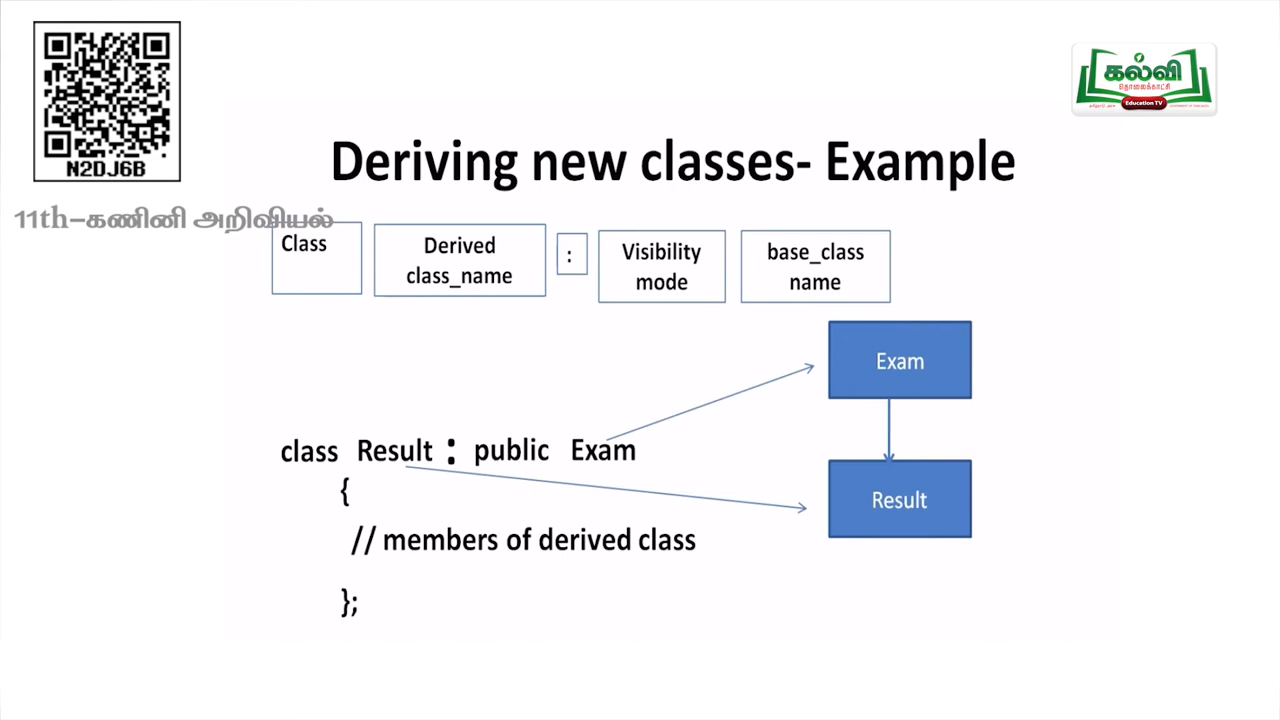 N2DJ6B
கல்வி
தொலைக்காட்சி
Education TV
Deriving new classes- Example
11th-கணினி அறிவியல்
Class
Derived
class_name
:
Visibility
mode
base_class
name
Exam
class Result : public Exam
{
Result
// members of derived class
};